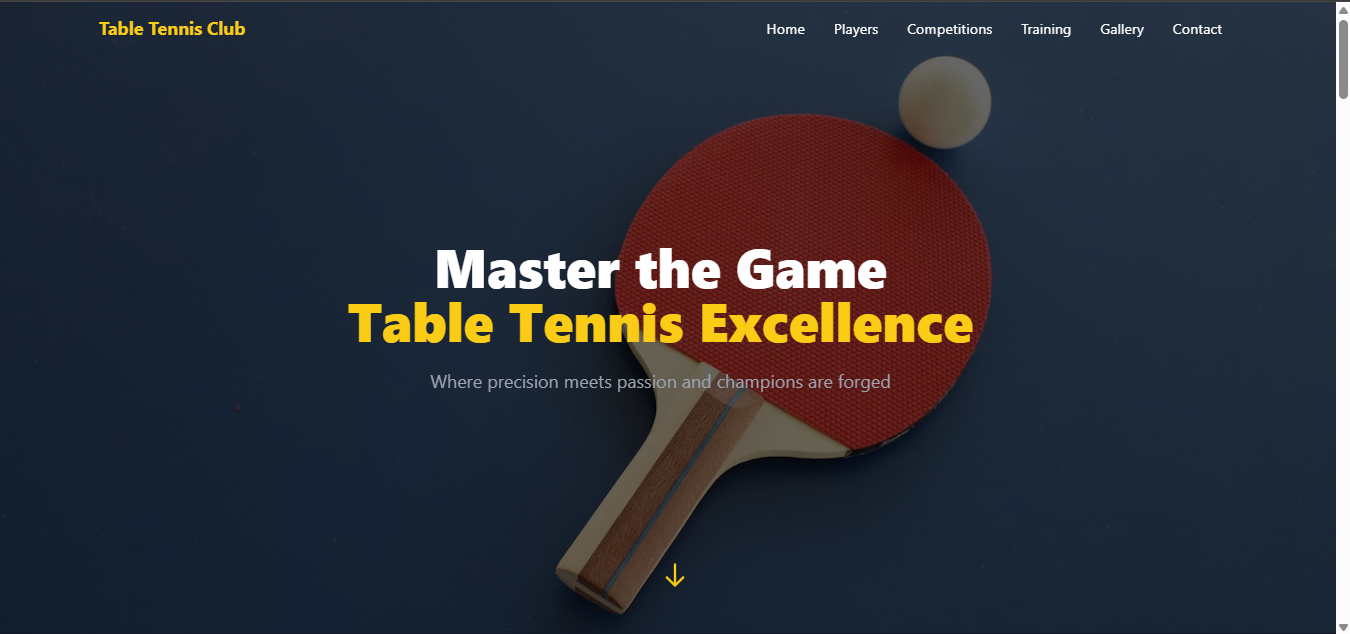 Table Tennis Club
Home Players Competitions Training Gallery Contact
Master the Game
Table Tennis Excellence
Where precision meets passion and champions are forged